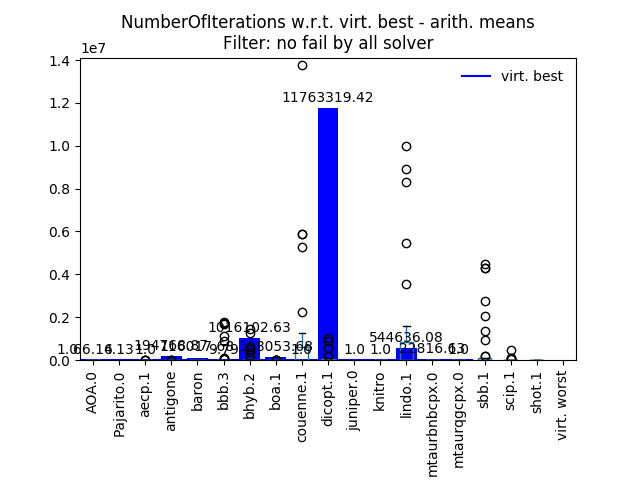 NumberOfIterations w.r.t. virt. best - arith. means
Filter: no fail by all solver
1e7
1.4
1.2
1.0
0.8
0.6
0.4
0.2
0.0
virt. best
11763319.42
1016102.63
544636.08
1.0
1.0
1.0
AOA.0
Pajarito.0
aecp.1
antigone
baron
bbb.3
bhyb.2
boa.1
couenne.1
dicopt.1
juniper.0
knitro
lindo.1
mtaurbnbcpx.0
mtaurqgcpx.0
sbb.1
scip.1
shot.1
virt. worst